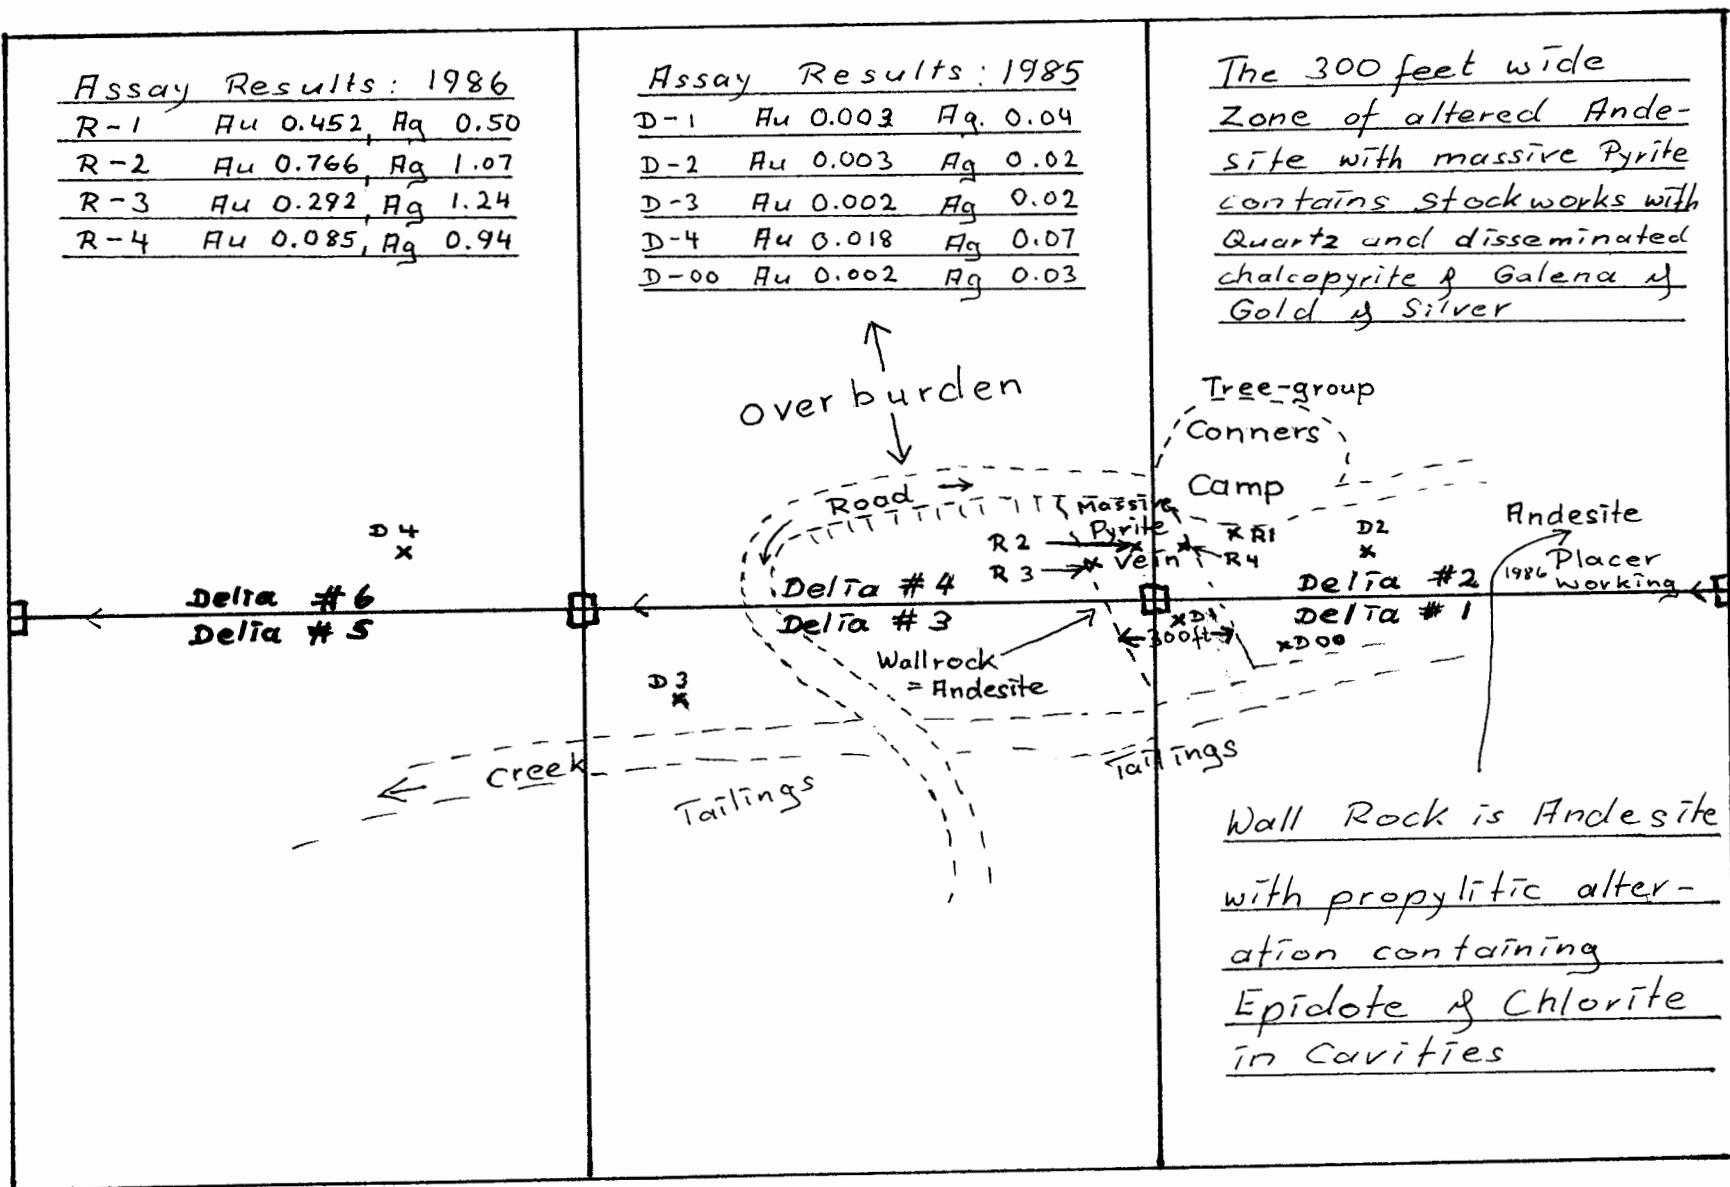 Assay Results: 1986
R-1 Au 0.452, Ag 0.50
R-2 Au 0.766, Ag 1.07
R-3 Au 0.292, Ag 1.24
R-4 Au 0.085, Ag 0.94
Assay Results: 1985
D-1 Au 0.003 Ag. 0.04
D-2 Au 0.003 Ag 0.02
D-3 Au 0.002 Ag 0.02
D-4 Au 0.018 Ag 0.07
D-00 Au 0.002 Ag 0.03
The 300 feet wide
Zone of altered Ande-
site with massive Pyrite
contains Stockworks with
Quartz and disseminated
chalcopyrite & Galena &
Gold & Silver
overburden
Tree-group
Conners
Camp
Road
Massive
Pyrite
Vein
R 2
R 3
R1
R4
D2
D 4
Andesite
1986 Placer
working
Delta # 6
Delta # 5
Delta # 4
Delta # 3
Delta #2
Delta # 1
D1
300ft
D00
Wallrock
= Andesite
D 3
Creek
Tailings
Tailings
Wall Rock is Andesite
with propylitic alter-
ation containing
Epidote & Chlorite
in Cavities